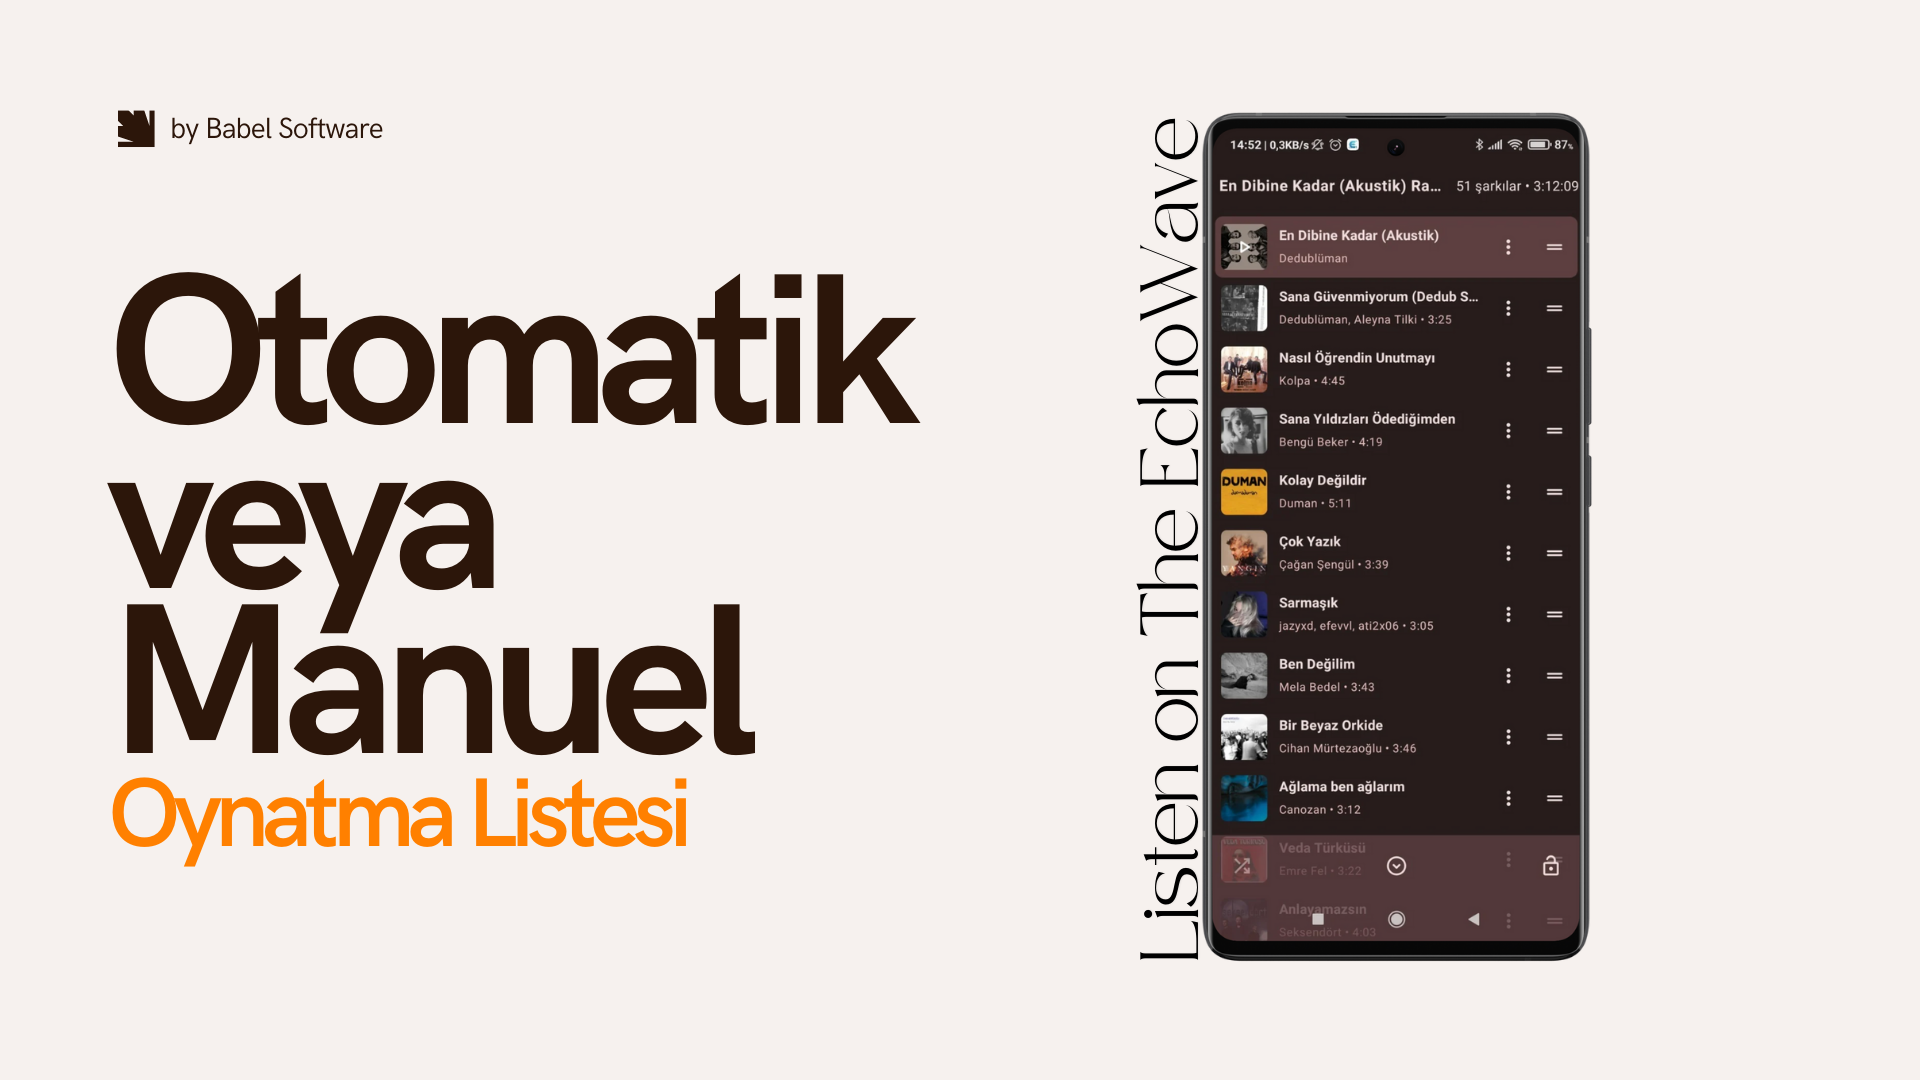 by Babel Software
Otomatik
veya
Manuel
Oynatma Listesi
Listen on The EchoWave
14:52 | 0,3KB/s
87%
En Dibine Kadar (Akustik) Ra...
51 şarkılar • 3:12:09
En Dibine Kadar (Akustik)
Dedublüman
Sana Güvenmiyorum (Dedub S...
Dedublüman, Aleyna Tilki • 3:25
Nasıl Öğrendin Unutmayı
Kolpa • 4:45
Sana Yıldızları Ödediğimden
Bengü Beker • 4:19
DUMAN
Kolay Değildir
Duman • 5:11
YANGIN
Çok Yazık
Çağan Şengül • 3:39
Sarmaşık
jazyxd, efevvl, ati2x06 • 3:05
Ben Değilim
Mela Bedel • 3:43
Bir Beyaz Orkide
Cihan Mürtezaoğlu • 3:46
Ağlama ben ağlarım
Canozan • 3:12
Veda Türküsü
Emre Fel • 3:22
Anlayamazsın
Seksendört • 4:03